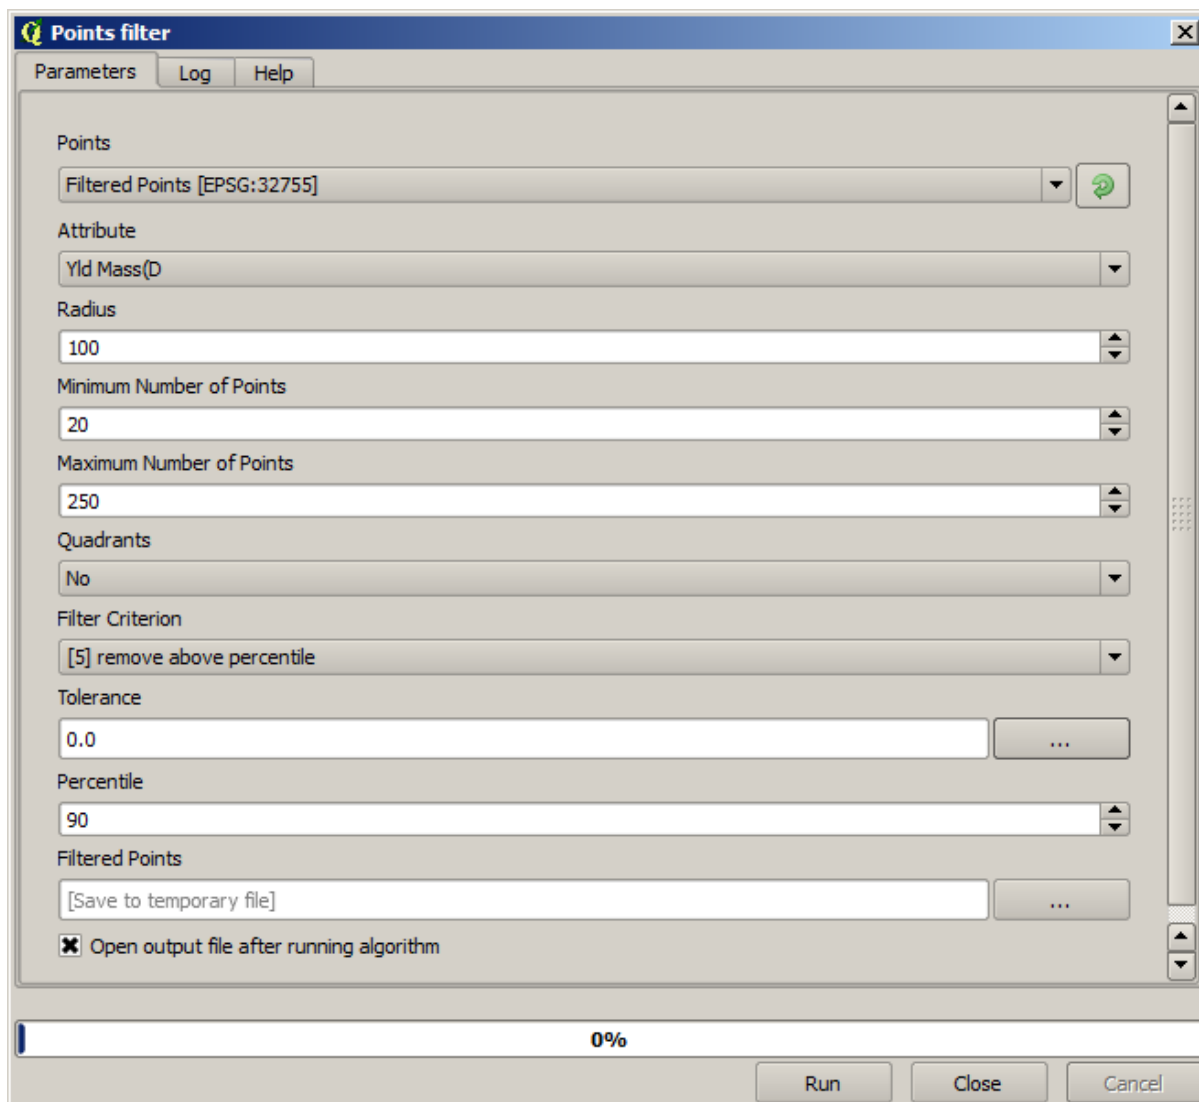 Points filter
Parameters Log Help
Points
Filtered Points [EPSG:32755]
Attribute
Yld Mass(D
Radius
100
Minimum Number of Points
20
Maximum Number of Points
250
Quadrants
No
Filter Criterion
[5] remove above percentile
Tolerance
0.0 ...
Percentile
90
Filtered Points
[Save to temporary file] ...
Open output file after running algorithm
0%
Run Close Cancel